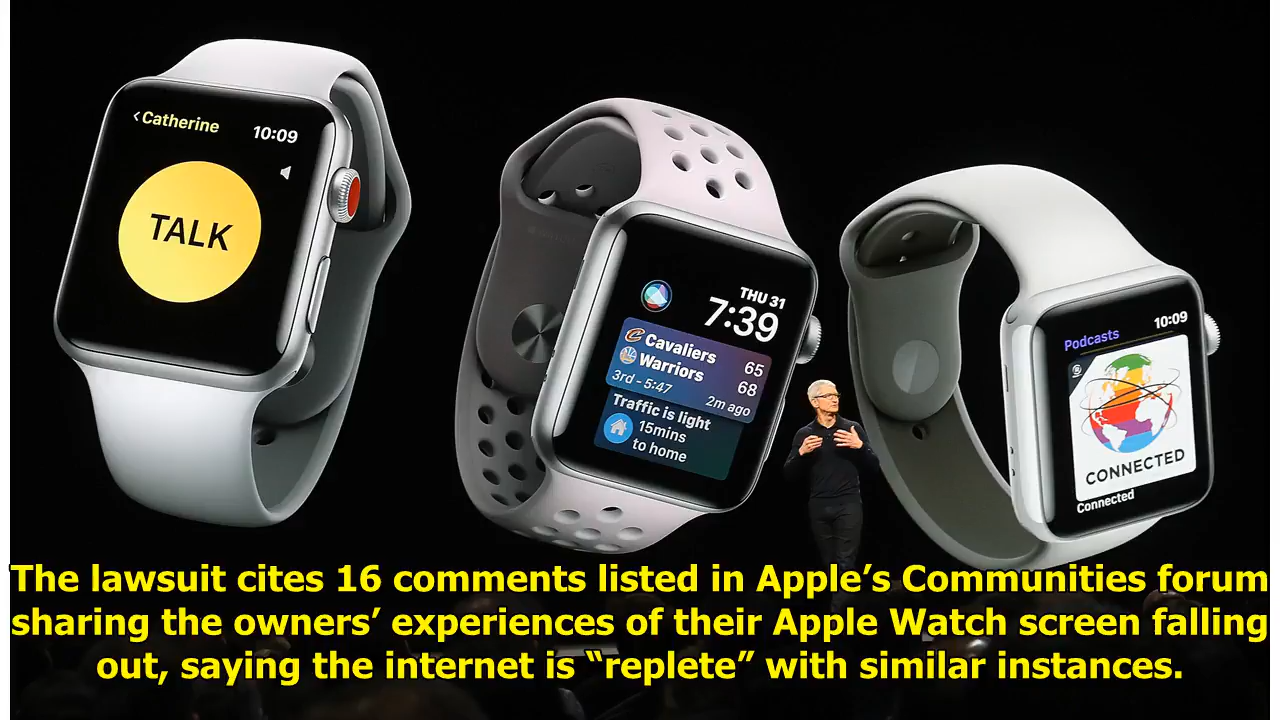 ‹Catherine
10:09
TALK
THU 31
7:39
Cavaliers 65
Warriors 68
3rd - 5:47 2m ago
Traffic is light
15mins
to home
10:09
Podcasts
CONNECTED
Connected
The lawsuit cites 16 comments listed in Apple’s Communities forum
sharing the owners’ experiences of their Apple Watch screen falling
out, saying the internet is “replete” with similar instances.